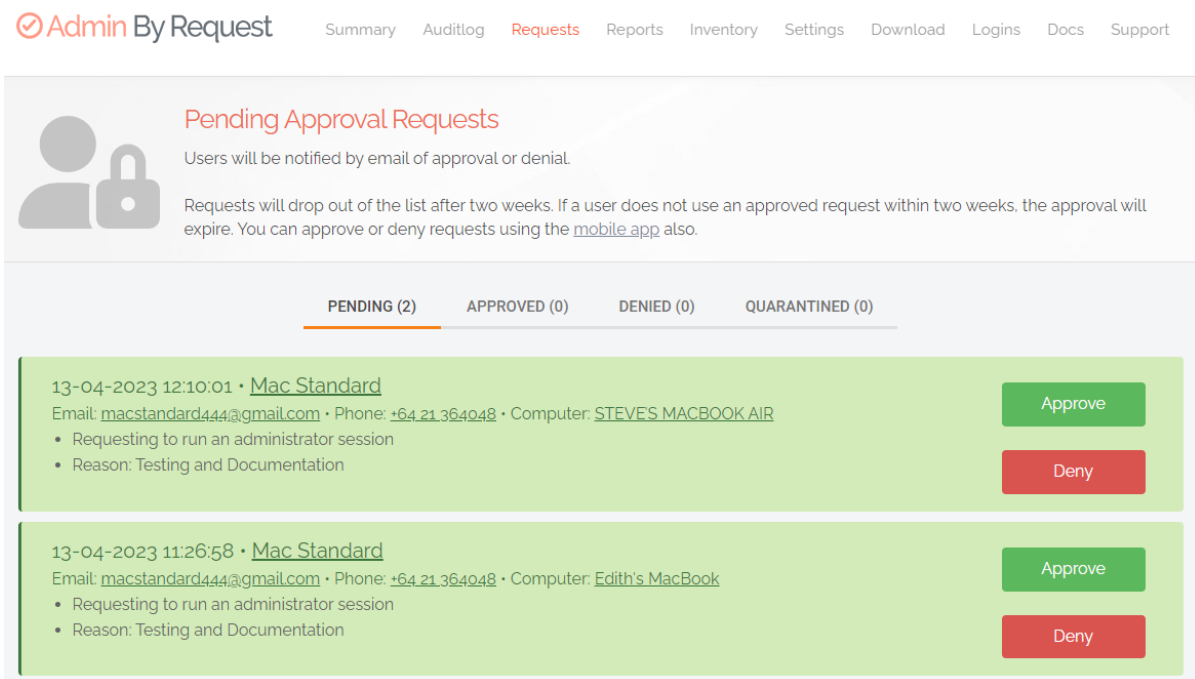 Admin By Request
Summary Auditlog Requests Reports Inventory Settings Download Logins Docs Support
Pending Approval Requests
Users will be notified by email of approval or denial.
Requests will drop out of the list after two weeks. If a user does not use an approved request within two weeks, the approval will
expire. You can approve or deny requests using the mobile app also.
PENDING (2) APPROVED (0) DENIED (0) QUARANTINED (0)
13-04-2023 12:10:01 • Mac Standard
Email: macstandard444@gmail.com • Phone: +64 21 364048 • Computer: STEVE'S MACBOOK AIR
• Requesting to run an administrator session
• Reason: Testing and Documentation
Approve
Deny
13-04-2023 11:26:58 • Mac Standard
Email: macstandard444@gmail.com • Phone: +64 21 364048 • Computer: Edith's MacBook
• Requesting to run an administrator session
• Reason: Testing and Documentation
Approve
Deny